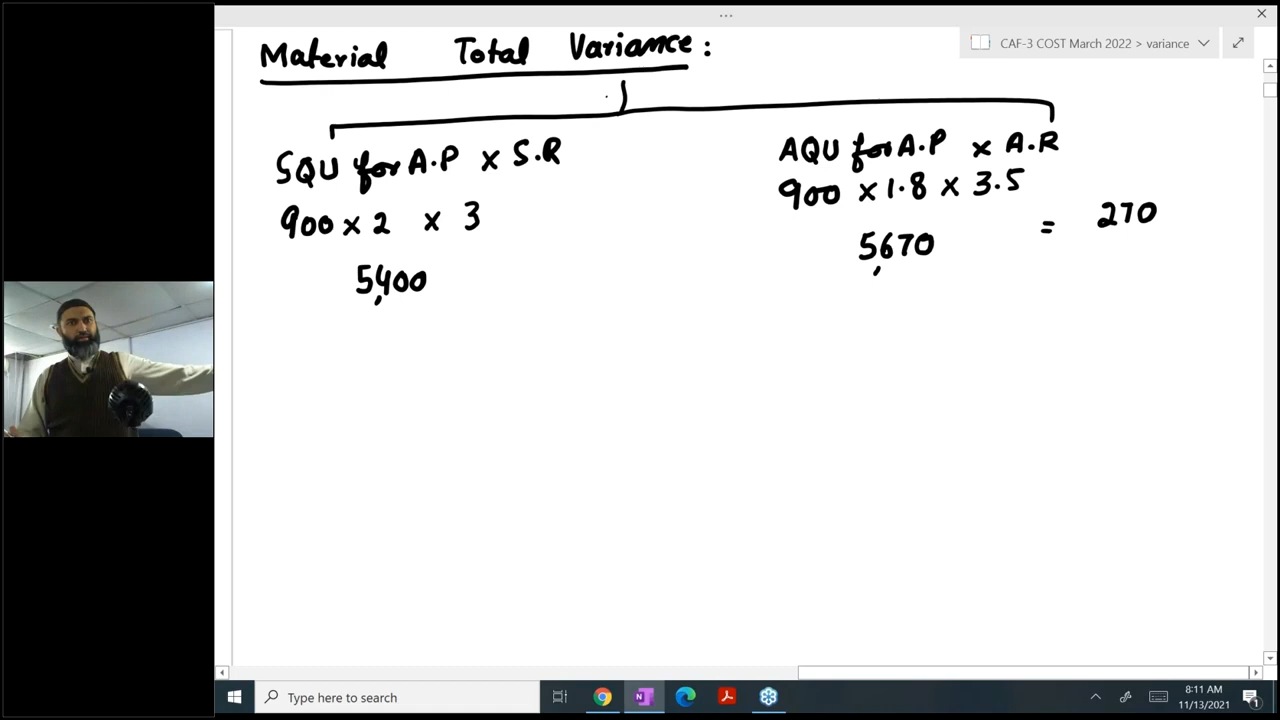 CAF-3 COST March 2022 > variance
Material Total Variance :
SQU for A.P × S.R
900 × 2 × 3
5,400
AQU for A.P × A.R
900 × 1.8 × 3.5
5,670
= 270
Type here to search
8:11 AM
11/13/2021
1